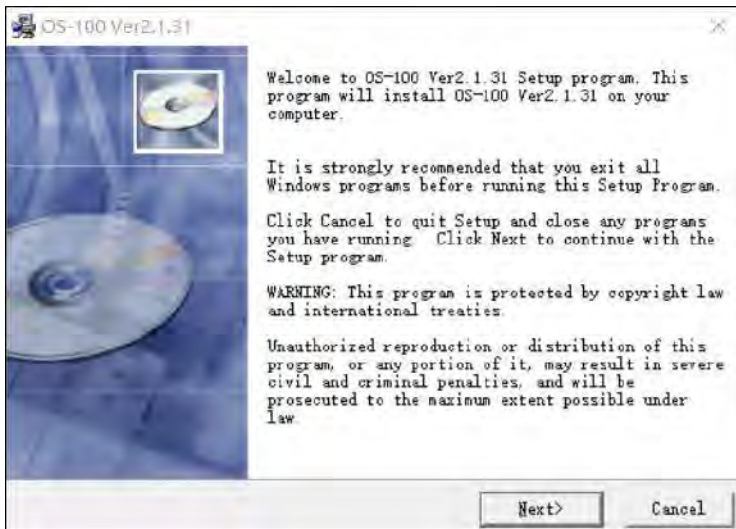 OS-100 Ver2.1.31
Welcome to OS-100 Ver2.1.31 Setup program. This
program will install OS-100 Ver2.1.31 on your
computer.
It is strongly recommended that you exit all
Windows programs before running this Setup Program.
Click Cancel to quit Setup and close any programs
you have running. Click Next to continue with the
Setup program.
WARNING: This program is protected by copyright law
and international treaties.
Unauthorized reproduction or distribution of this
program, or any portion of it, may result in severe
civil and criminal penalties, and will be
prosecuted to the maximum extent possible under
law.
Next>
Cancel